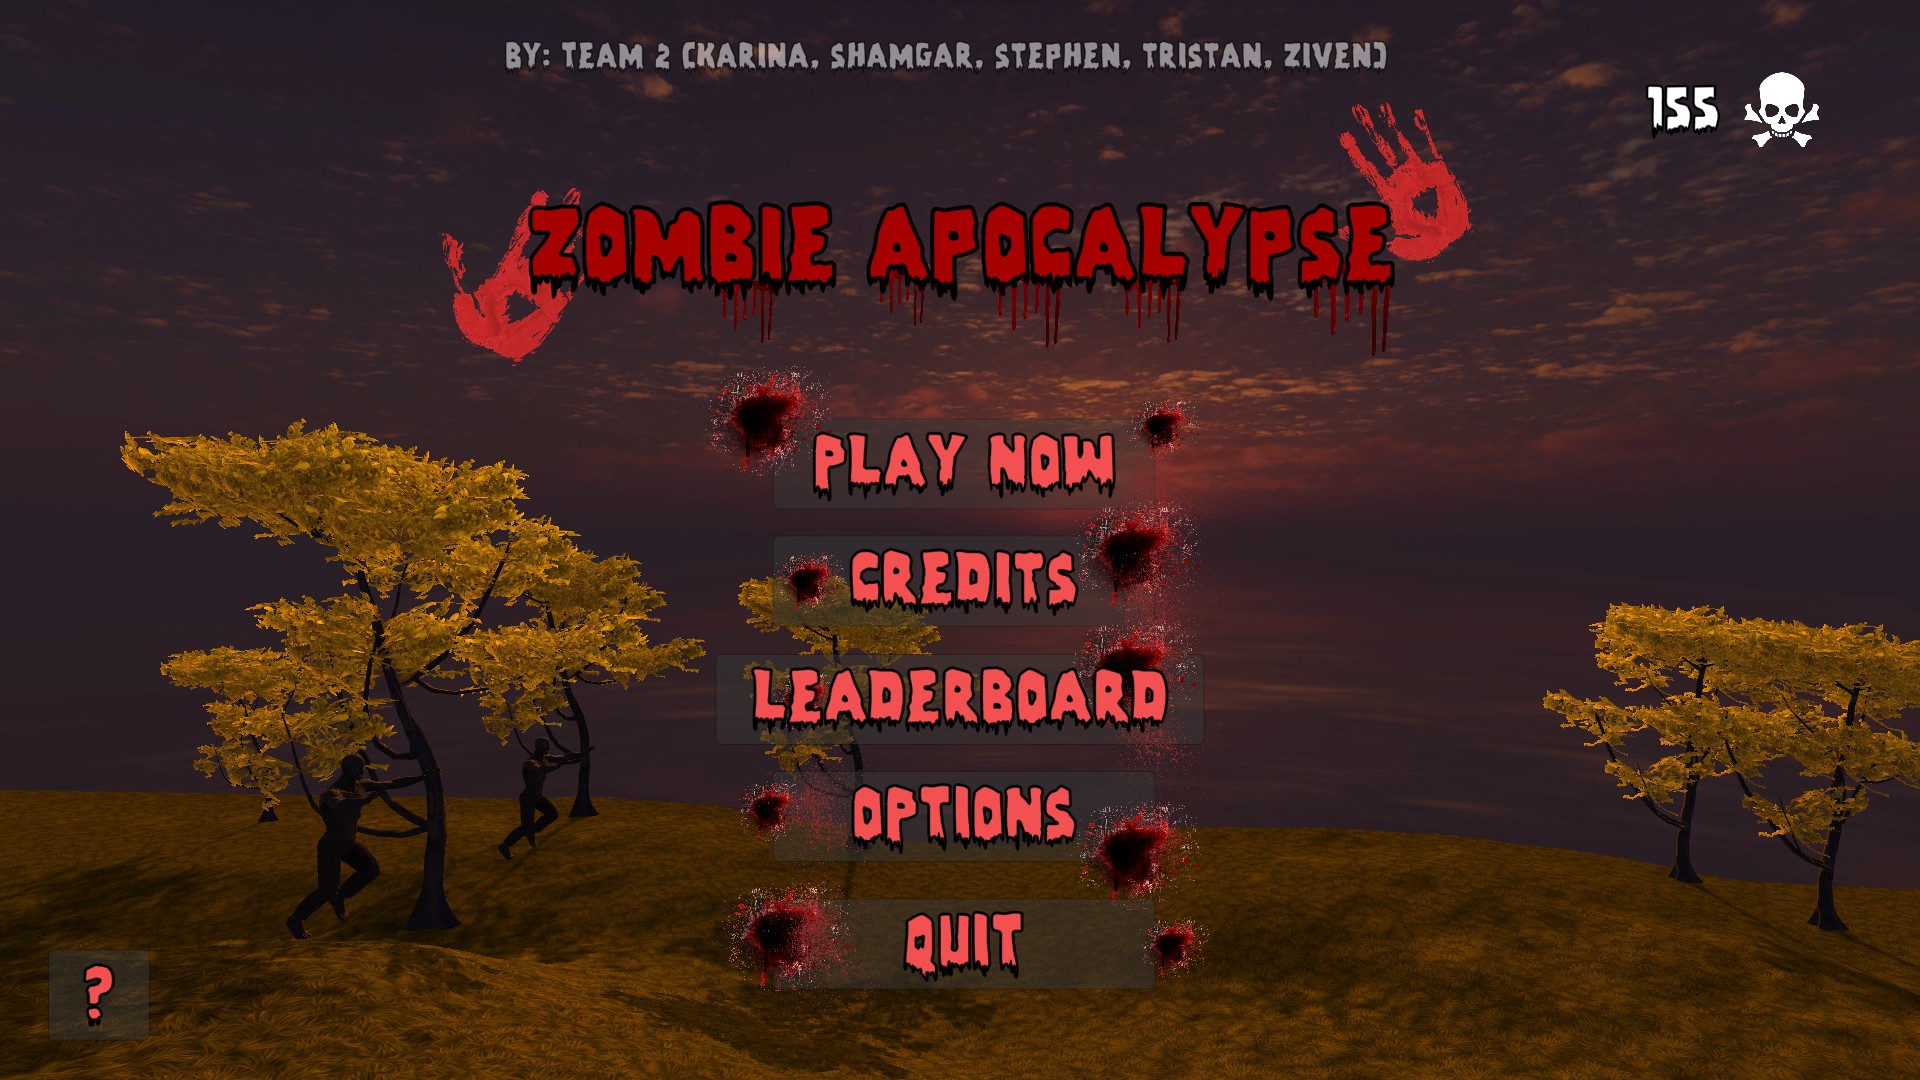 BY: TEAM 2 (KARINA, SHAMGAR, STEPHEN, TRISTAN, ZIVEN)
155
ZOMBIE APOCALYPSE
PLAY NOW
CREDITS
LEADERBOARD
OPTIONS
QUIT
?